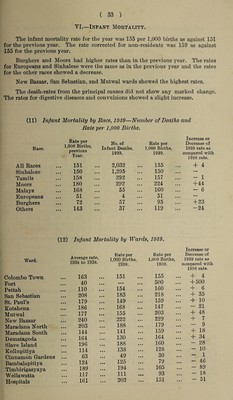 ( 53 )
VI.—Infant Mortality.
The infant mortality rate for the year was 155 per 1,000 births as against 151
for the previous year. The rate corrected for non-residents was 159 as against
155 for the previous year.
Burghers and Moors had higher rates than in the previous year. The rates
for Europeans and Sinhalese were the same as in the previous year and the rates
for the other races showed a decrease.
New Bazaar, San Sebastian, and Mutwal wards showed the highest rates.
The death-rates from the principal causes did not show any marked change.
The rates for digestive diseases and convulsions showed a slight increase.
(11) Infant Mortality by Race, 1939—Number of Deaths and
Rate per 1,000 Births.
Race. Rate per 1,000 Births, previous Year. No. of Infant Deaths, 1939. Rate per 1,000 Births, 1939. Increase or Decrease of 1939 rate as compared with 1938 rate.
All Races ... 151 ... 2,032 ... 155 ... + 4
Sinhalese ... 150 ... 1,295 ... 150 ... —
Tamils ... 158 ... 292 ... 157 ... — 1
Moors ... 180 ... 292 ... 224 ... +44
Malays ... 168 ... 55 ... 160 ... — 6
Europeans ... 51 ... 4 ... 51 ... —
Burghers ... 72 ... 57 ... 95 ... +23
Others ... 143 ... 37 ... 119 ... —24
(12) Infant Mortality by Wards, 1939.
Ward. Average rate, 1934 to 1938. Rate per 1,000 Births, 1938. Rate per 1,000 Births, 1939. Increase or Decrease of 1939 rate as compared with 1938 rate.
Colombo Town ... 163 ... 151 ... 155 ... + 4
Fort ... 40 ... — ... 500 ... +500
Pettah ... 110 ... 154 ... 160 ... + 6
San Sebastian ... 208 ... 183 ... 218 ... + 35
St. Paul's ... 179 ... 149 ... 159 ... + 10
Kotahena ... 186 ... 168 ... 147 ... — 21
Mutwal ... 177 ... 155 ... 203 ... + 48
New Bazaar ... 240 ... 222 ... 229 ... + 7
Maradana North ... 203 ... 188 ... 179 ... — 9
Maradana South ... 144 ... 141 ... 159 ... + 18
Dematagoda ... 164 ... 130 ... 164 ... + 34
Slave Island ... 196 ... 188 ... 160 ... — 28
Kollupitiya ... 114 ... 138 ... 128 ... — 10
Cinnamon Gardens ... 63 ... 49 ... 30 ... — 1
Bambalapitiya ... 124 ... 125 ... 79 ... — 46
Timbirigasyaya ... 189 ... 194 ... 105 ... — 89
Wellawatta ... 117 ... 111 ... 93 ... — 18
Hospitals ... 161 ... 202 ... 151 ... — 51